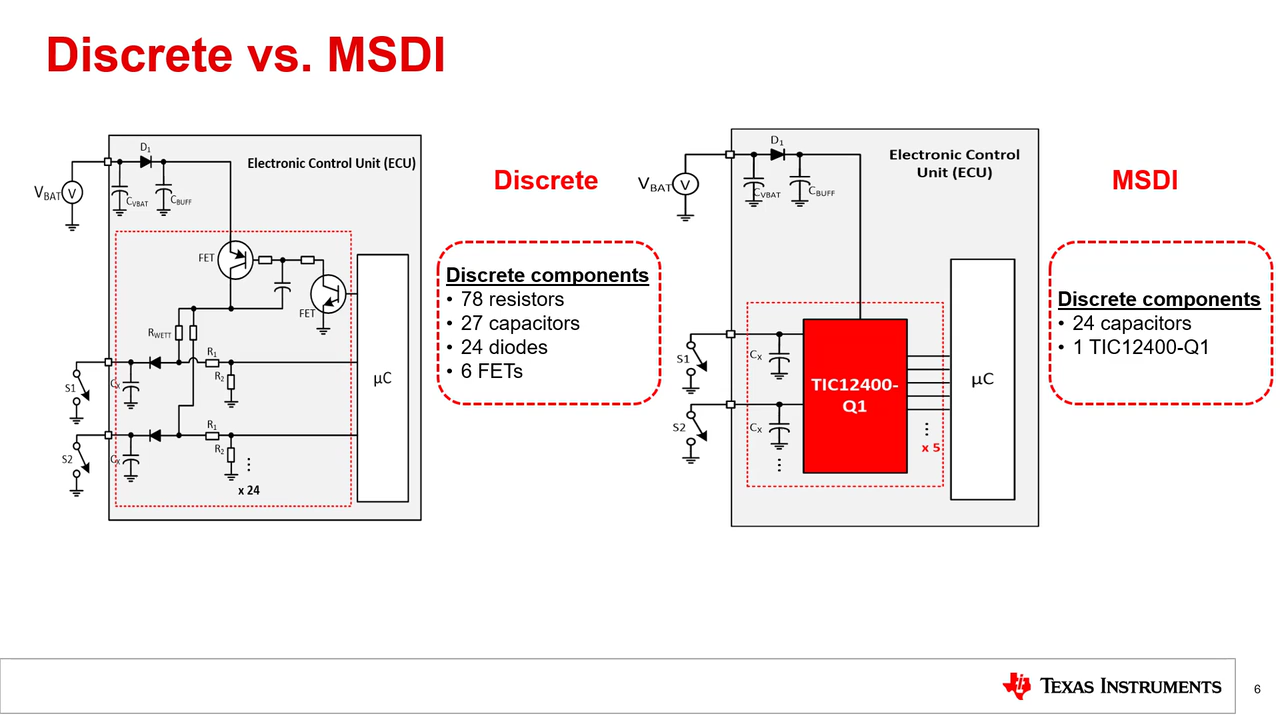 Discrete vs. MSDI
D1
Electronic Control Unit (ECU)
VBAT
V
CVBAT
CBUFF
FET
FET
RWETT
R1
S1
CX
R2
µC
R1
S2
CX
R2
⋮
x 24
Discrete
Discrete components
• 78 resistors
• 27 capacitors
• 24 diodes
• 6 FETs
D1
Electronic Control
Unit (ECU)
VBAT
V
CVBAT
CBUFF
S1
CX
TIC12400-
Q1
µC
S2
CX
⋮
⋮
x 5
MSDI
Discrete components
• 24 capacitors
• 1 TIC12400-Q1
TEXAS INSTRUMENTS
6